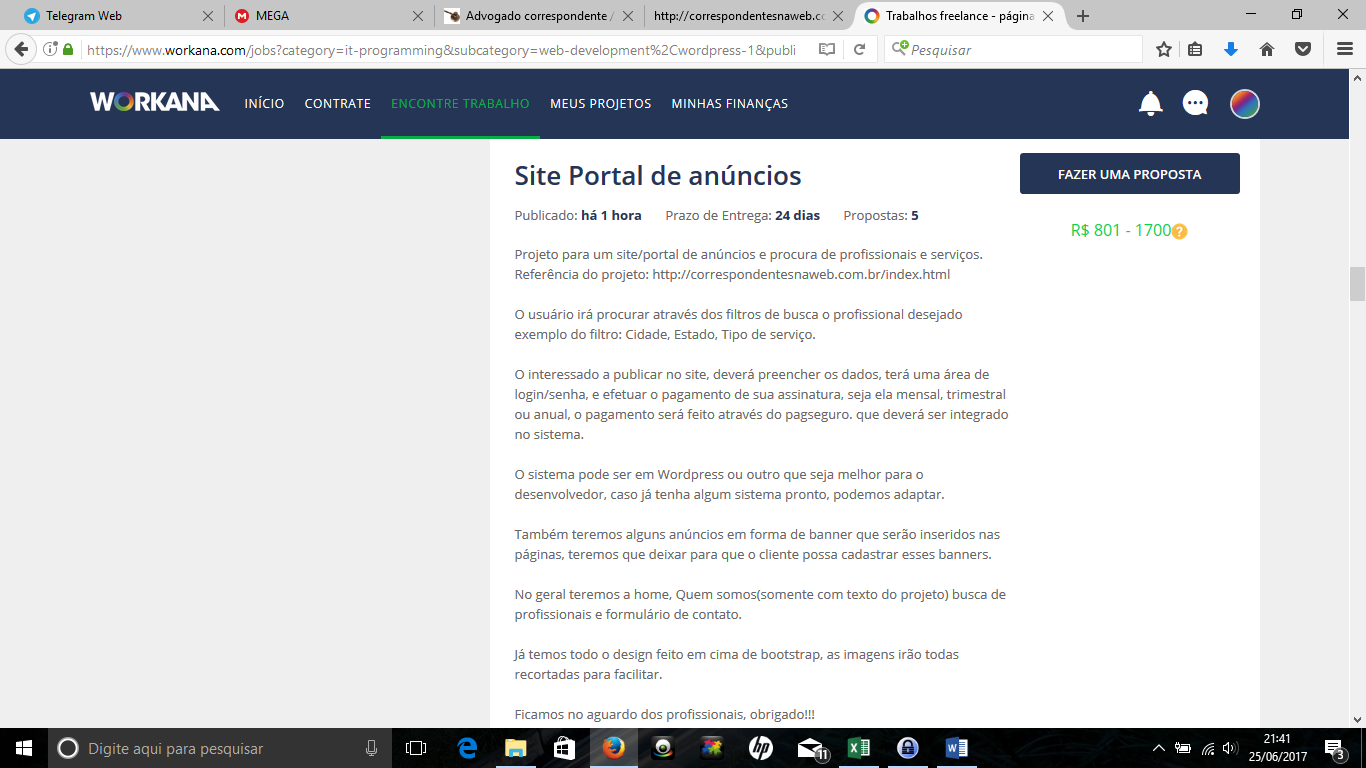 Telegram Web
MEGA
Advogado correspondente /
http://correspondentesnaweb.cc
Trabalhos freelance - página
https://www.workana.com/jobs?category=it-programming&subcategory=web-development%2Cwordpress-1&publi
Pesquisar
WORKANA
INÍCIO
CONTRATE
ENCONTRE TRABALHO
MEUS PROJETOS
MINHAS FINANÇAS
Site Portal de anúncios
FAZER UMA PROPOSTA
Publicado: há 1 hora Prazo de Entrega: 24 dias Propostas: 5
R$ 801 - 1700
Projeto para um site/portal de anúncios e procura de profissionais e serviços.
Referência do projeto: http://correspondentesnaweb.com.br/index.html
O usuário irá procurar através dos filtros de busca o profissional desejado
exemplo do filtro: Cidade, Estado, Tipo de serviço.
O interessado a publicar no site, deverá preencher os dados, terá uma área de
login/senha, e efetuar o pagamento de sua assinatura, seja ela mensal, trimestral
ou anual, o pagamento será feito através do pagseguro. que deverá ser integrado
no sistema.
O sistema pode ser em Wordpress ou outro que seja melhor para o
desenvolvedor, caso já tenha algum sistema pronto, podemos adaptar.
Também teremos alguns anúncios em forma de banner que serão inseridos nas
páginas, teremos que deixar para que o cliente possa cadastrar esses banners.
No geral teremos a home, Quem somos(somente com texto do projeto) busca de
profissionais e formulário de contato.
Já temos todo o design feito em cima de bootstrap, as imagens irão todas
recortadas para facilitar.
Ficamos no aguardo dos profissionais, obrigado!!!
Digite aqui para pesquisar
11
21:41
25/06/2017
3